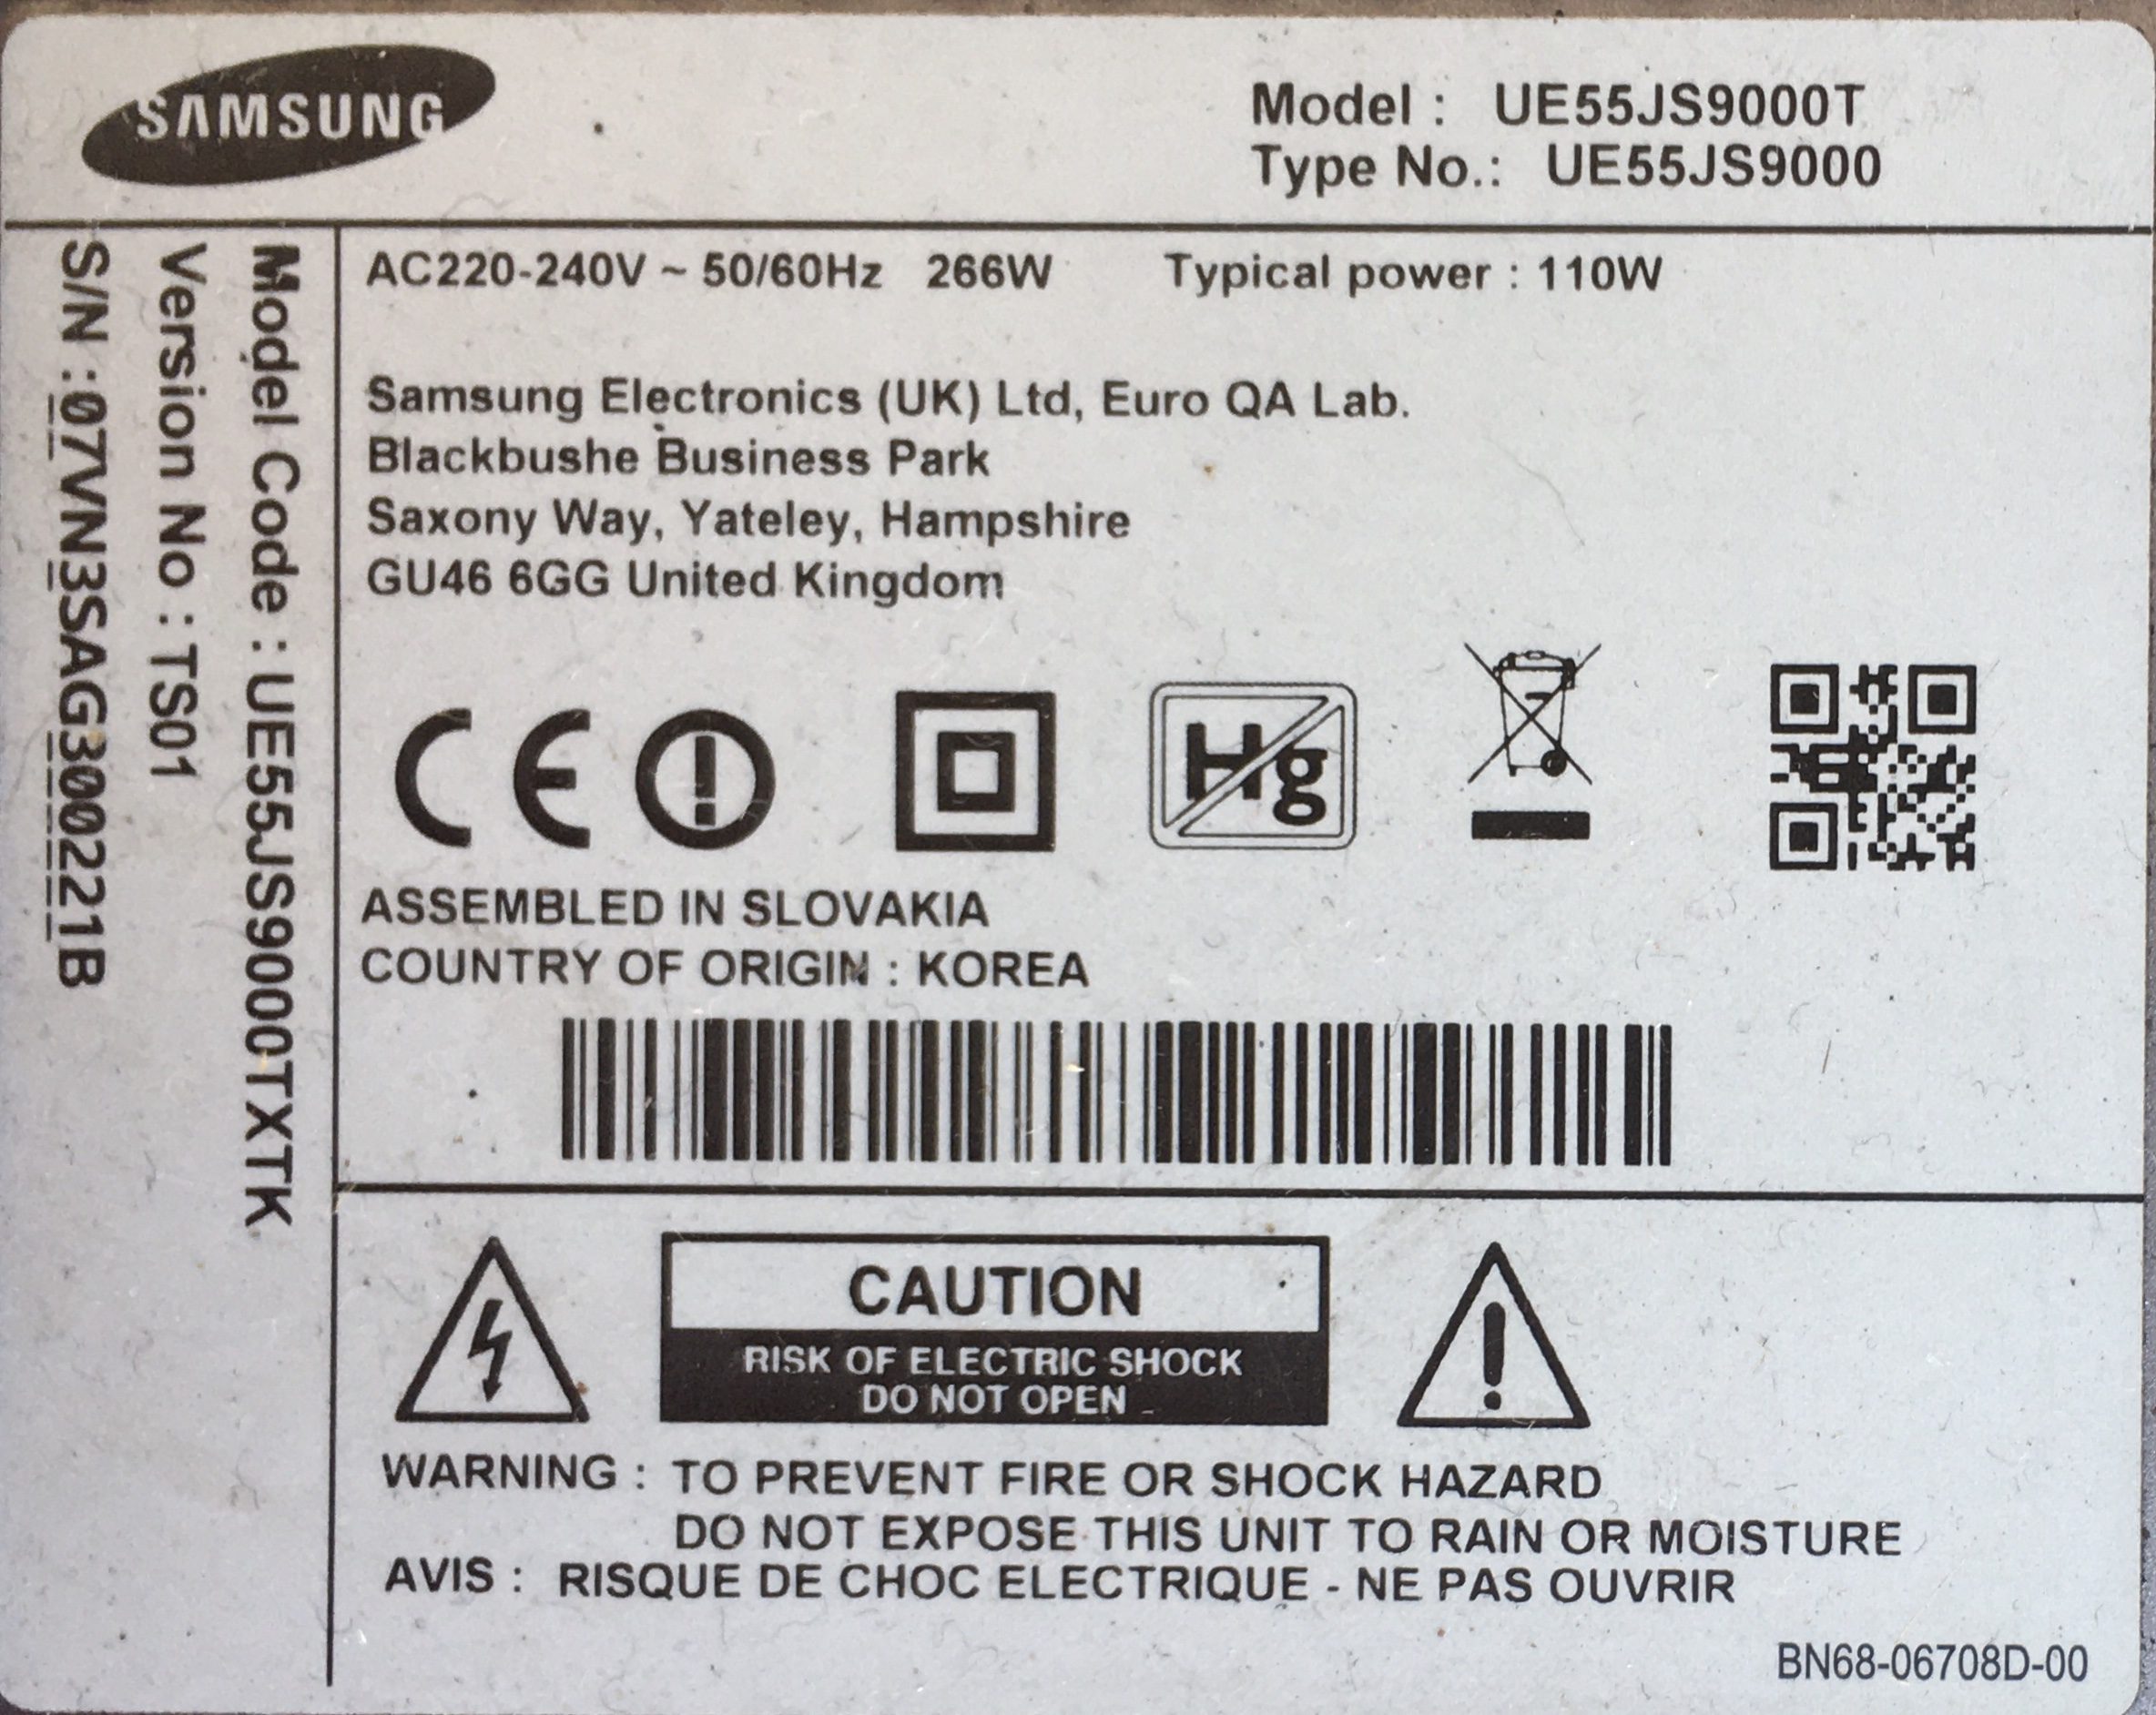 SAMSUNG
Model : UE55JS9000T
Type No.: UE55JS9000
Model Code : UE55JS9000TXTK
Version No : TS01
S/N : 07VN3SAG300221B
AC220-240V ~ 50/60Hz 266W Typical power : 110W
Samsung Electronics (UK) Ltd, Euro QA Lab.
Blackbushe Business Park
Saxony Way, Yateley, Hampshire
GU46 6GG United Kingdom
CE
Hg
ASSEMBLED IN SLOVAKIA
COUNTRY OF ORIGIN : KOREA
CAUTION
RISK OF ELECTRIC SHOCK
DO NOT OPEN
WARNING : TO PREVENT FIRE OR SHOCK HAZARD
DO NOT EXPOSE THIS UNIT TO RAIN OR MOISTURE
AVIS : RISQUE DE CHOC ELECTRIQUE - NE PAS OUVRIR
BN68-06708D-00